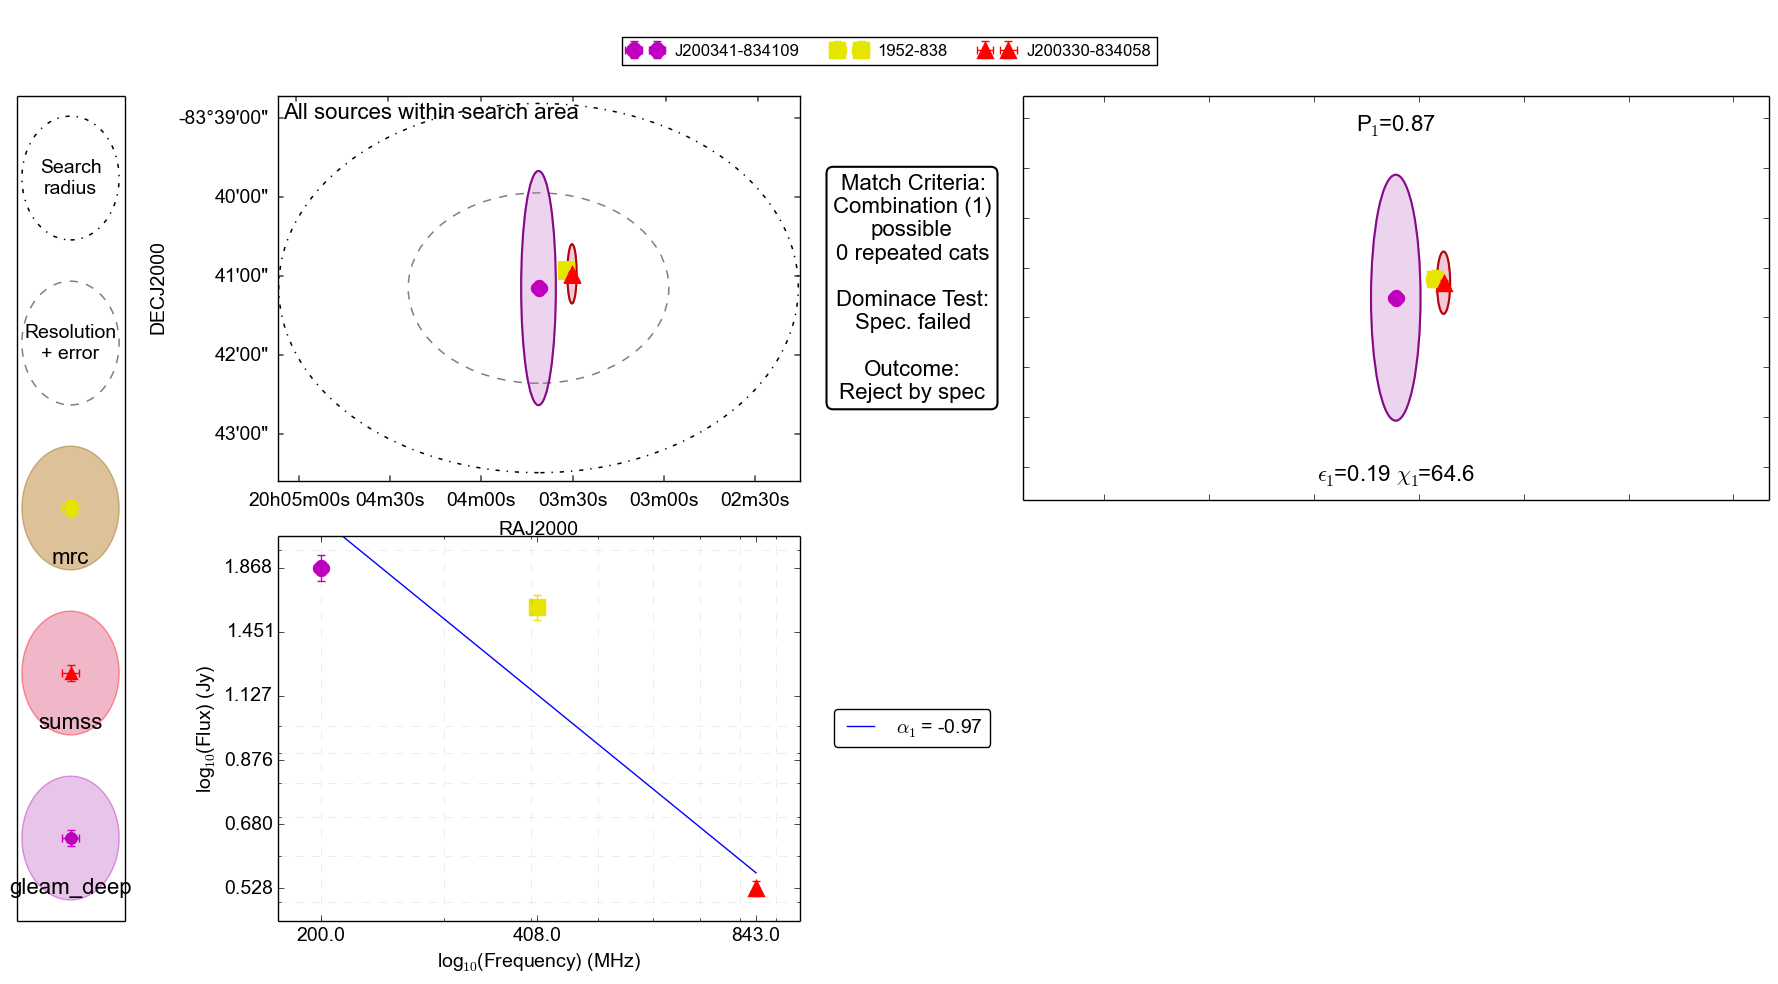 J200341-834109
1952-838
J200330-834058
Search
radius
Resolution
+ error
mrc
sumss
gleam_deep
All sources within search area
DECJ2000
-83°39'00"
40'00"
41'00"
42'00"
43'00"
20h05m00s 04m30s 04m00s 03m30s 03m00s 02m30s
RAJ2000
Match Criteria:
Combination (1)
possible
0 repeated cats
Dominace Test:
Spec. failed
Outcome:
Reject by spec
P₁=0.87
ϵ₁=0.19 χ₁=64.6
log₁₀(Flux) (Jy)
1.868
1.451
1.127
0.876
0.680
0.528
200.0 408.0 843.0
log₁₀(Frequency) (MHz)
α₁ = -0.97